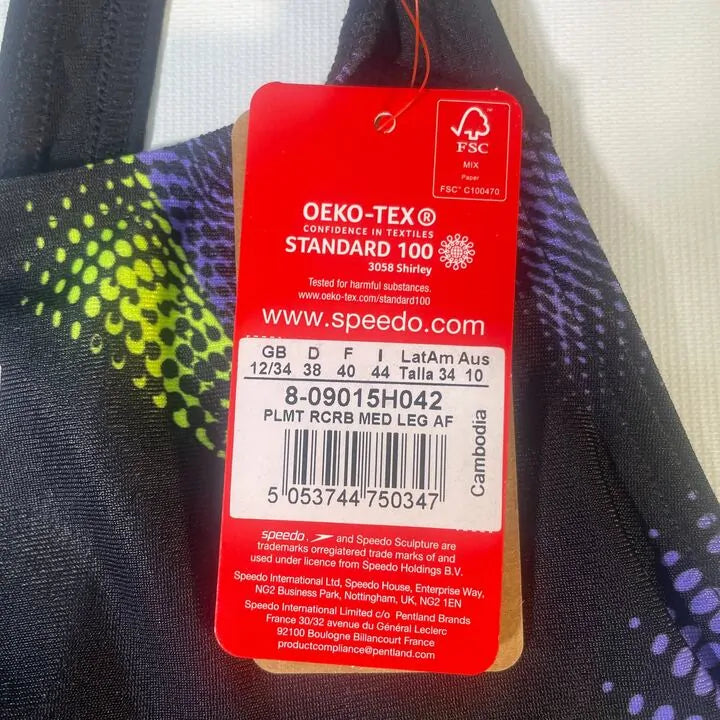 FSC
MIX
Paper
FSC™ C100470
OEKO-TEX®
CONFIDENCE IN TEXTILES
STANDARD 100
3058 Shirley
Tested for harmful substances.
www.oeko-tex.com/standard100
www.speedo.com
GB D F I LatAm Aus
12/34 38 40 44 Talla 34 10
8-09015H042
PLMT RCRB MED LEG AF
Cambodia
5 053744 750347
speedo. and Speedo Sculpture are
trademarks orregiatered trade marks of and
used under licence from Speedo Holdings B.V.
Speedo International Ltd, Speedo House, Enterprise Way,
NG2 Business Park, Nottingham, UK, NG2 1EN
Speedo International Limited c/o Pentland Brands
France 30/32 avenue du Général Leclerc
92100 Boulogne Billancourt France
productcompliance@pentland.com